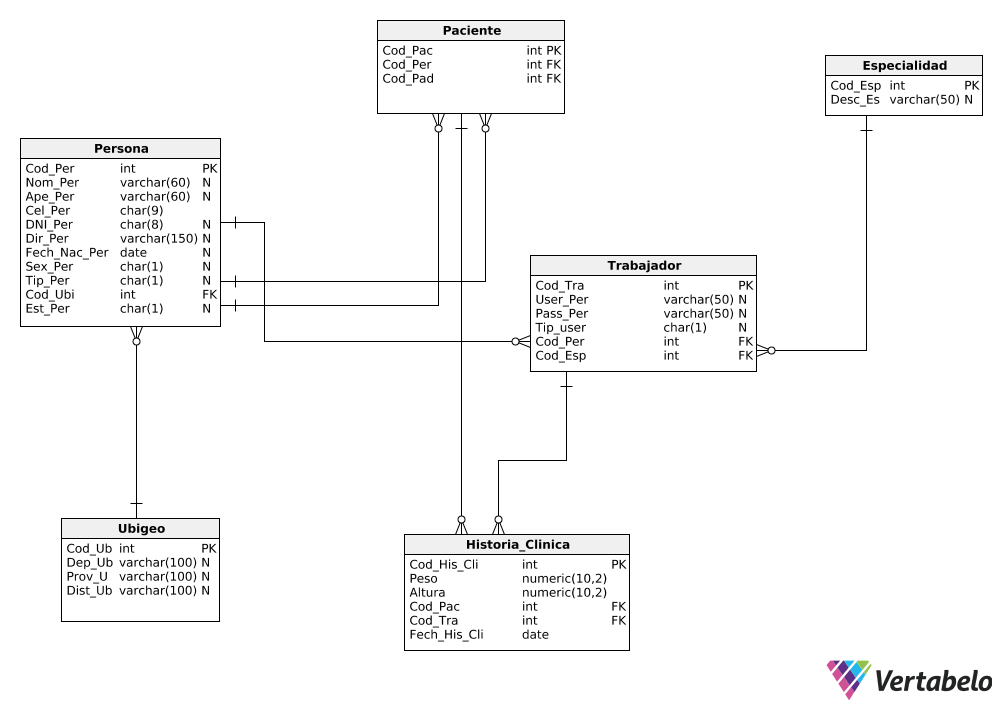 Paciente
Cod_Pac int PK
Cod_Per int FK
Cod_Pad int FK
Especialidad
Cod_Esp int PK
Desc_Es varchar(50) N
Persona
Cod_Per int PK
Nom_Per varchar(60) N
Ape_Per varchar(60) N
Cel_Per char(9)
DNI_Per char(8) N
Dir_Per varchar(150) N
Fech_Nac_Per date N
Sex_Per char(1) N
Tip_Per char(1) N
Cod_Ubi int FK
Est_Per char(1) N
Trabajador
Cod_Tra int PK
User_Per varchar(50) N
Pass_Per varchar(50) N
Tip_user char(1) N
Cod_Per int FK
Cod_Esp int FK
Ubigeo
Cod_Ub int PK
Dep_Ub varchar(100) N
Prov_U varchar(100) N
Dist_Ub varchar(100) N
Historia_Clinica
Cod_His_Cli int PK
Peso numeric(10,2)
Altura numeric(10,2)
Cod_Pac int FK
Cod_Tra int FK
Fech_His_Cli date
Vertabelo